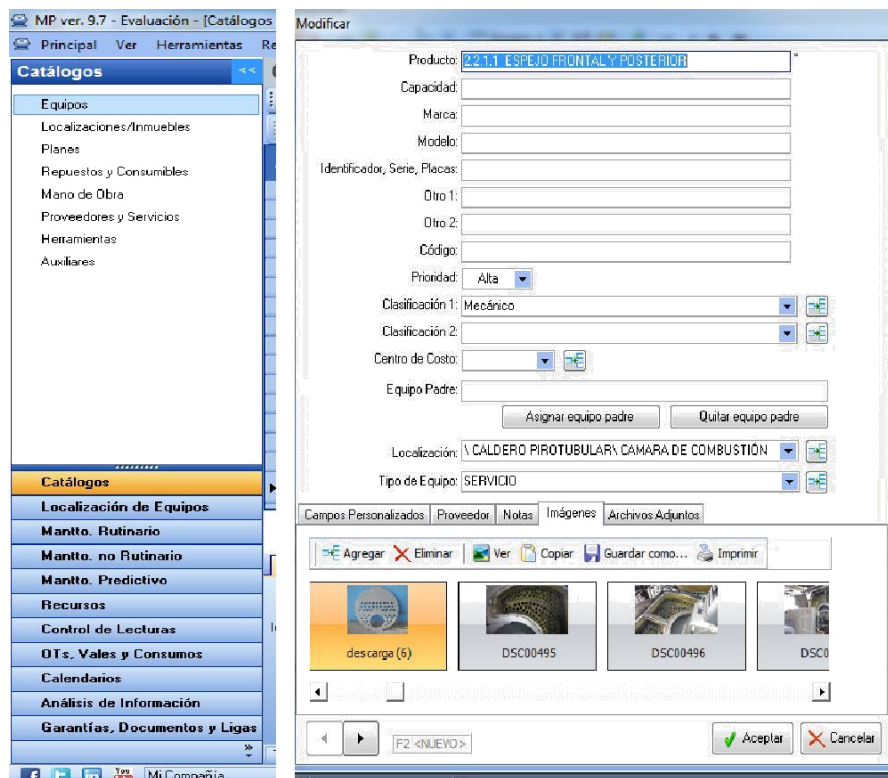 MP ver. 9.7 - Evaluación - [Catálogos
Principal Ver Herramientas Re
Catálogos <<
Equipos
Localizaciones/Inmuebles
Planes
Repuestos y Consumibles
Mano de Obra
Proveedores y Servicios
Herramientas
Auxiliares
Catálogos
Localización de Equipos
Mantto. Rutinario
Mantto. no Rutinario
Mantto. Predictivo
Recursos
Control de Lecturas
OTs, Vales y Consumos
Calendarios
Análisis de Información
Garantías, Documentos y Ligas
You Mi Compañía
Modificar
Producto: 2.2.1.1 ESPEJO FRONTAL Y POSTERIOR *
Capacidad:
Marca:
Modelo:
Identificador, Serie, Placas:
Otro 1:
Otro 2:
Código:
Prioridad: Alta
Clasificación 1: Mecánico
Clasificación 2:
Centro de Costo:
Equipo Padre:
Asignar equipo padre Quitar equipo padre
Localización: \ CALDERO PIROTUBULAR\ CAMARA DE COMBUSTIÓN
Tipo de Equipo: SERVICIO
Campos Personalizados Proveedor Notas Imágenes Archivos Adjuntos
Agregar Eliminar Ver Copiar Guardar como... Imprimir
descarga (6) DSC00495 DSC00496 DSC0
F2 <NUEVO> Aceptar Cancelar